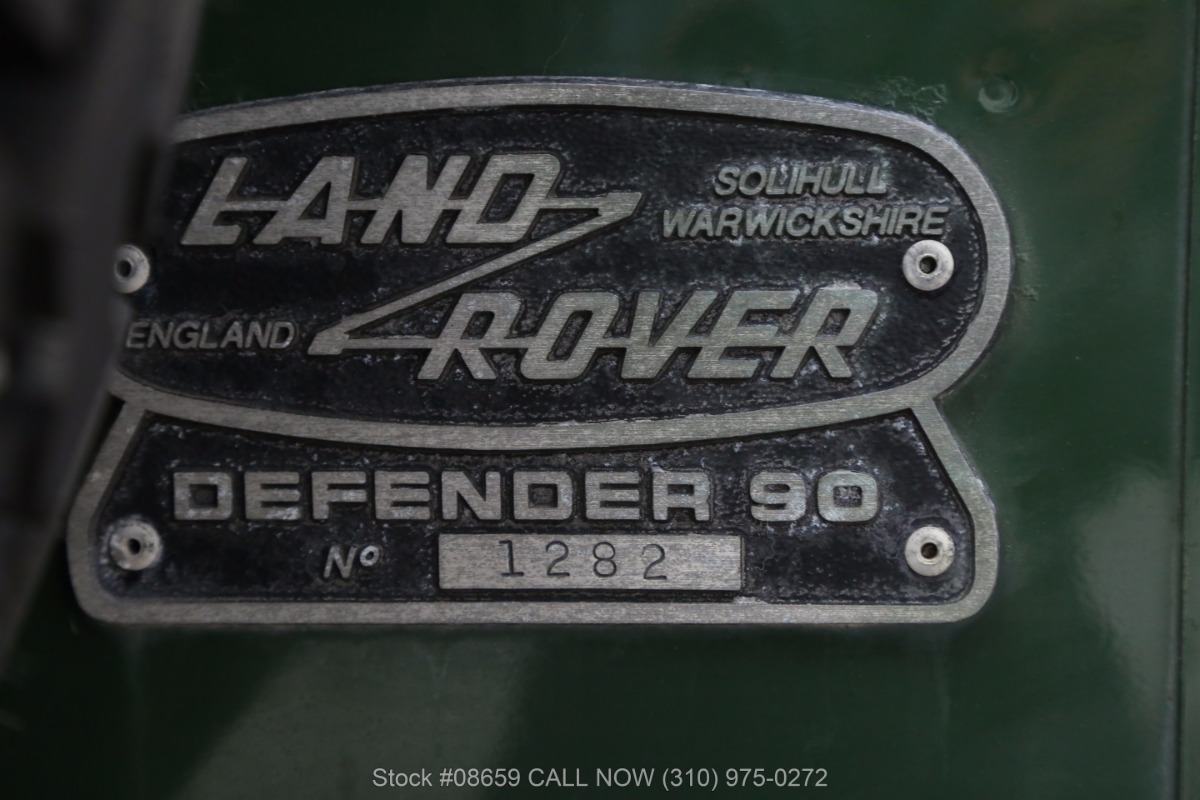 LAND
SOLIHULL
WARWICKSHIRE
ENGLAND
ROVER
DEFENDER 90
Nº 1282
Stock #08659 CALL NOW (310) 975-0272